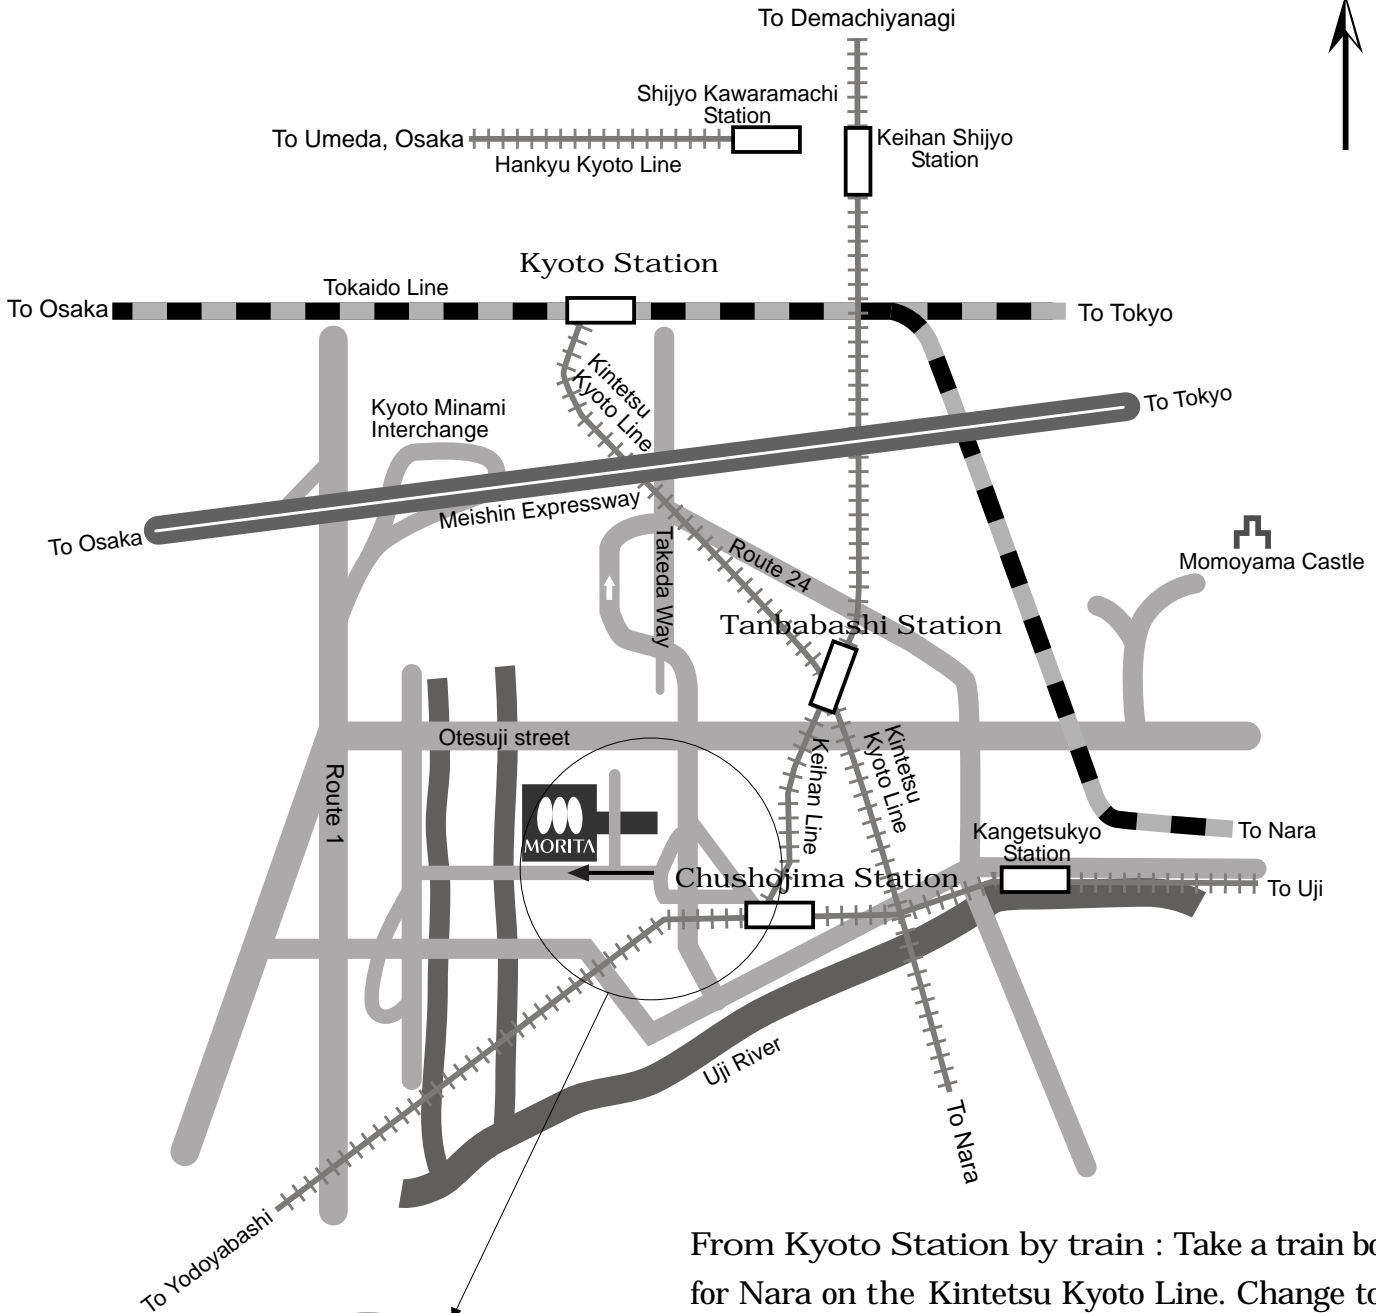 To Demachiyanagi
Shijyo Kawaramachi
Station
To Umeda, Osaka
Hankyu Kyoto Line
Keihan Shijyo
Station
Kyoto Station
Tokaido Line
To Osaka
To Tokyo
Kintetsu
Kyoto Line
Kyoto Minami
Interchange
To Tokyo
Meishin Expressway
To Osaka
Takeda Way
Route 24
Momoyama Castle
Tanbabashi Station
Otesuji street
Route 1
Keihan Line
Kintetsu
Kyoto Line
MORITA
Kangetsukyo
Station
To Nara
Chushojima Station
To Uji
Uji River
To Nara
To Yodoyabashi
From Kyoto Station by train : Take a train
for Nara on the Kintetsu Kyoto Line. Change to